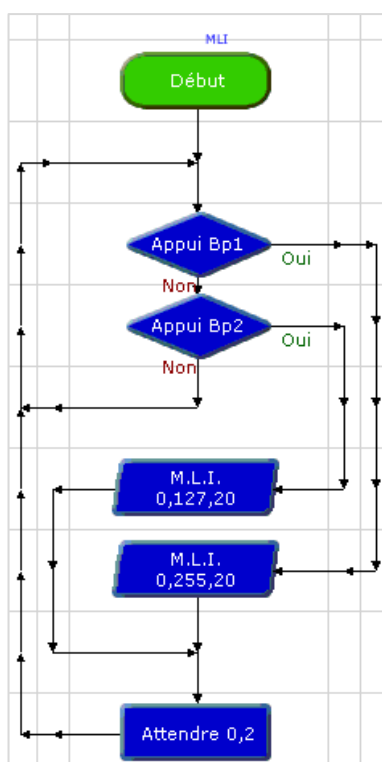 MLI
Début
Appui Bp1
Oui
Non
Appui Bp2
Oui
Non
M.L.I.
0,127,20
M.L.I.
0,255,20
Attendre 0,2